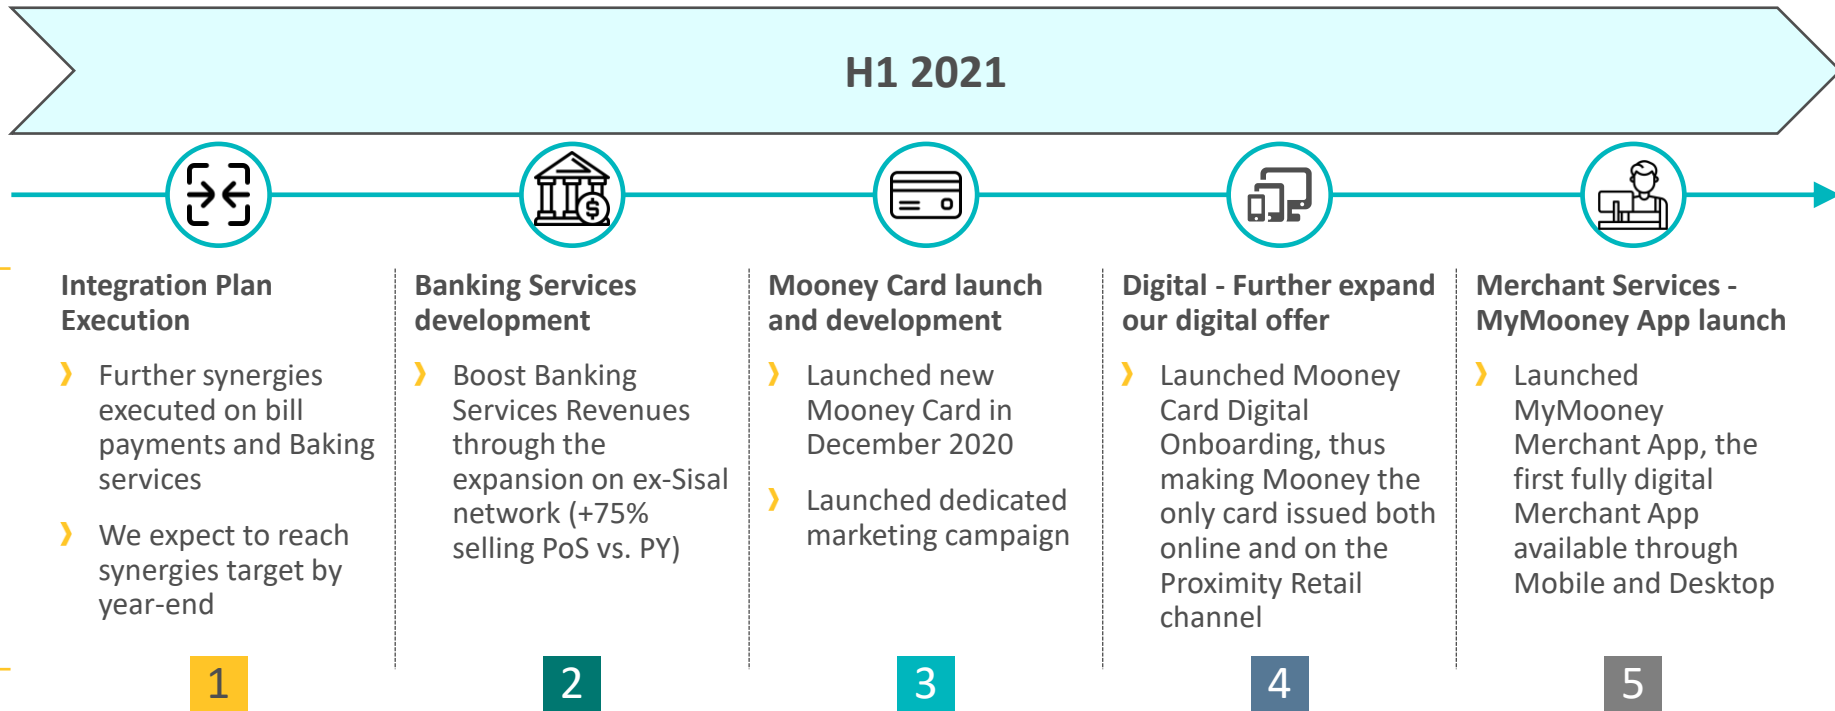 H1 2021
Integration Plan
Execution
Further synergies
executed on bill
payments and Baking
services
We expect to reach
synergies target by
year-end
1
Banking Services
development
Boost Banking
Services Revenues
through the
expansion on ex-Sisal
network (+75%
selling PoS vs. PY)
2
Mooney Card launch
and development
Launched new
Mooney Card in
December 2020
Launched dedicated
marketing campaign
3
Digital - Further expand
our digital offer
Launched Mooney
Card Digital
Onboarding, thus
making Mooney the
only card issued both
online and on the
Proximity Retail
channel
4
Merchant Services -
MyMooney App launch
Launched
MyMooney
Merchant App, the
first fully digital
Merchant App
available through
Mobile and Desktop
5